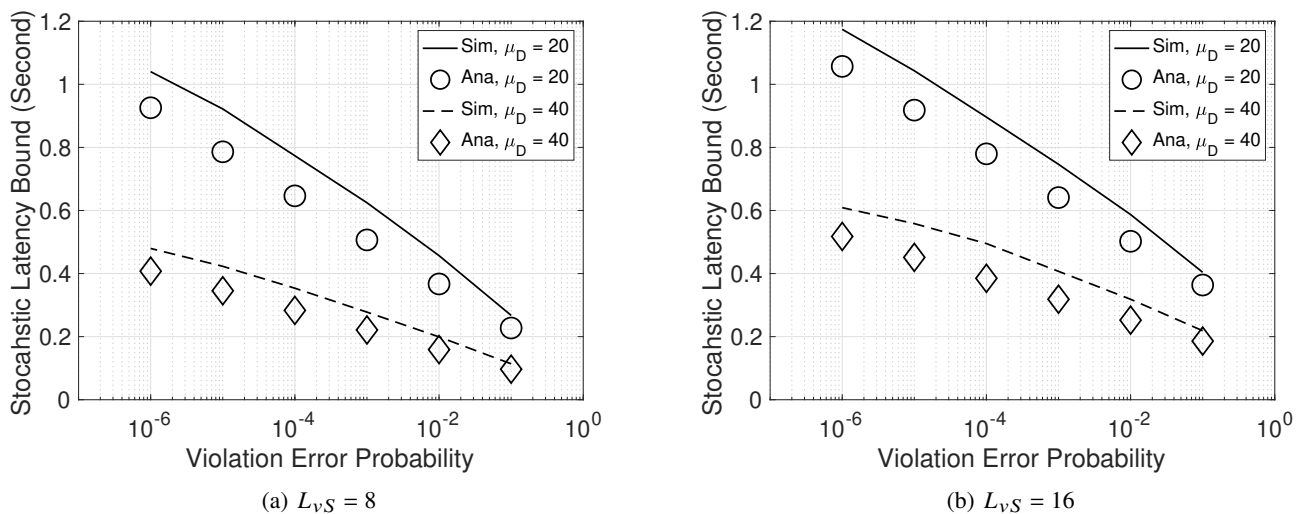 Stocahstic Latency Bound (Second)
1.2
1
0.8
0.6
0.4
0.2
0
10^-6
10^-4
10^-2
10^0
Violation Error Probability
Sim, μ_D = 20
Ana, μ_D = 20
Sim, μ_D = 40
Ana, μ_D = 40
(a) L_vS = 8
Stocahstic Latency Bound (Second)
1.2
1
0.8
0.6
0.4
0.2
0
10^-6
10^-4
10^-2
10^0
Violation Error Probability
Sim, μ_D = 20
Ana, μ_D = 20
Sim, μ_D = 40
Ana, μ_D = 40
(b) L_vS = 16